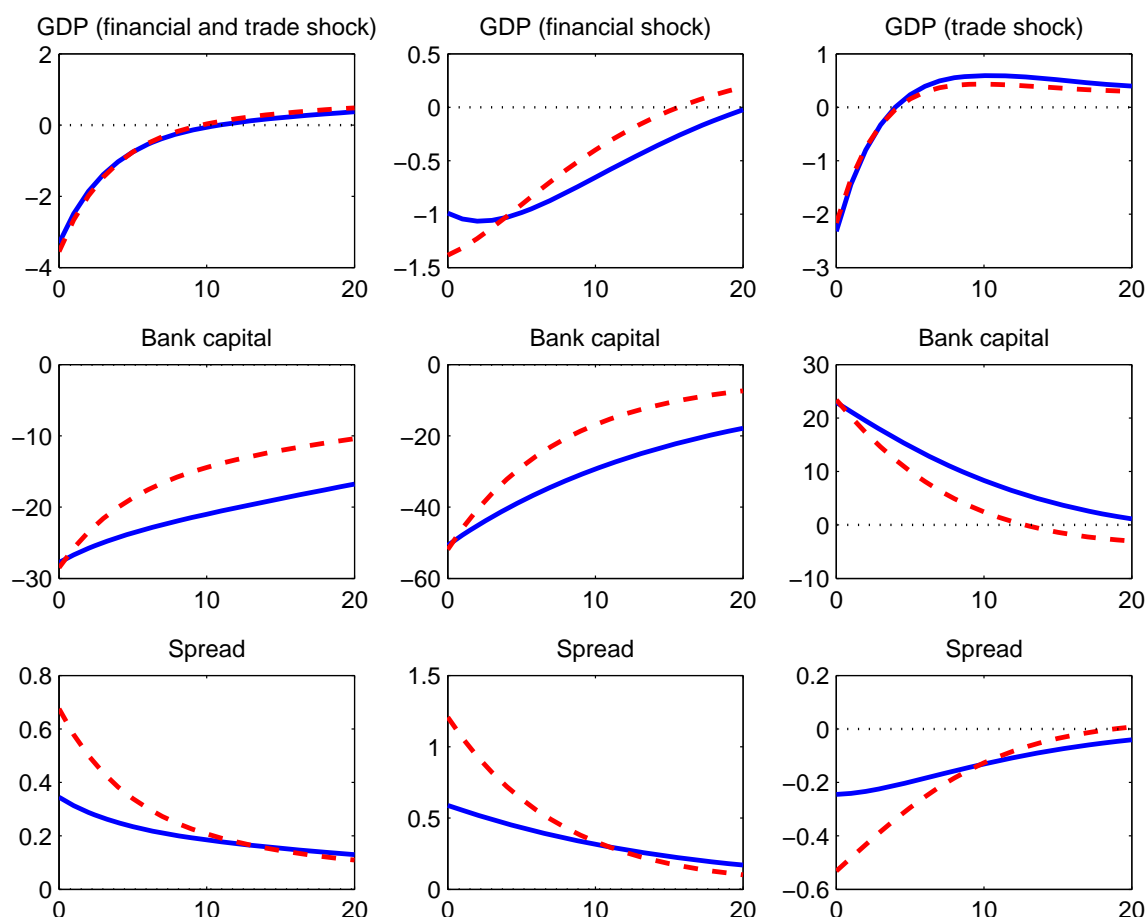 GDP (financial and trade shock)
GDP (financial shock)
GDP (trade shock)
2
0
−2
−4
0 10 20
0.5
0
−0.5
−1
−1.5
0 10 20
1
0
−1
−2
−3
0 10 20
Bank capital
Bank capital
Bank capital
0
−10
−20
−30
0 10 20
0
−20
−40
−60
0 10 20
30
20
10
0
−10
0 10 20
Spread
Spread
Spread
0.8
0.6
0.4
0.2
0
0 10 20
1.5
1
0.5
0
0 10 20
0.2
0
−0.2
−0.4
−0.6
0 10 20